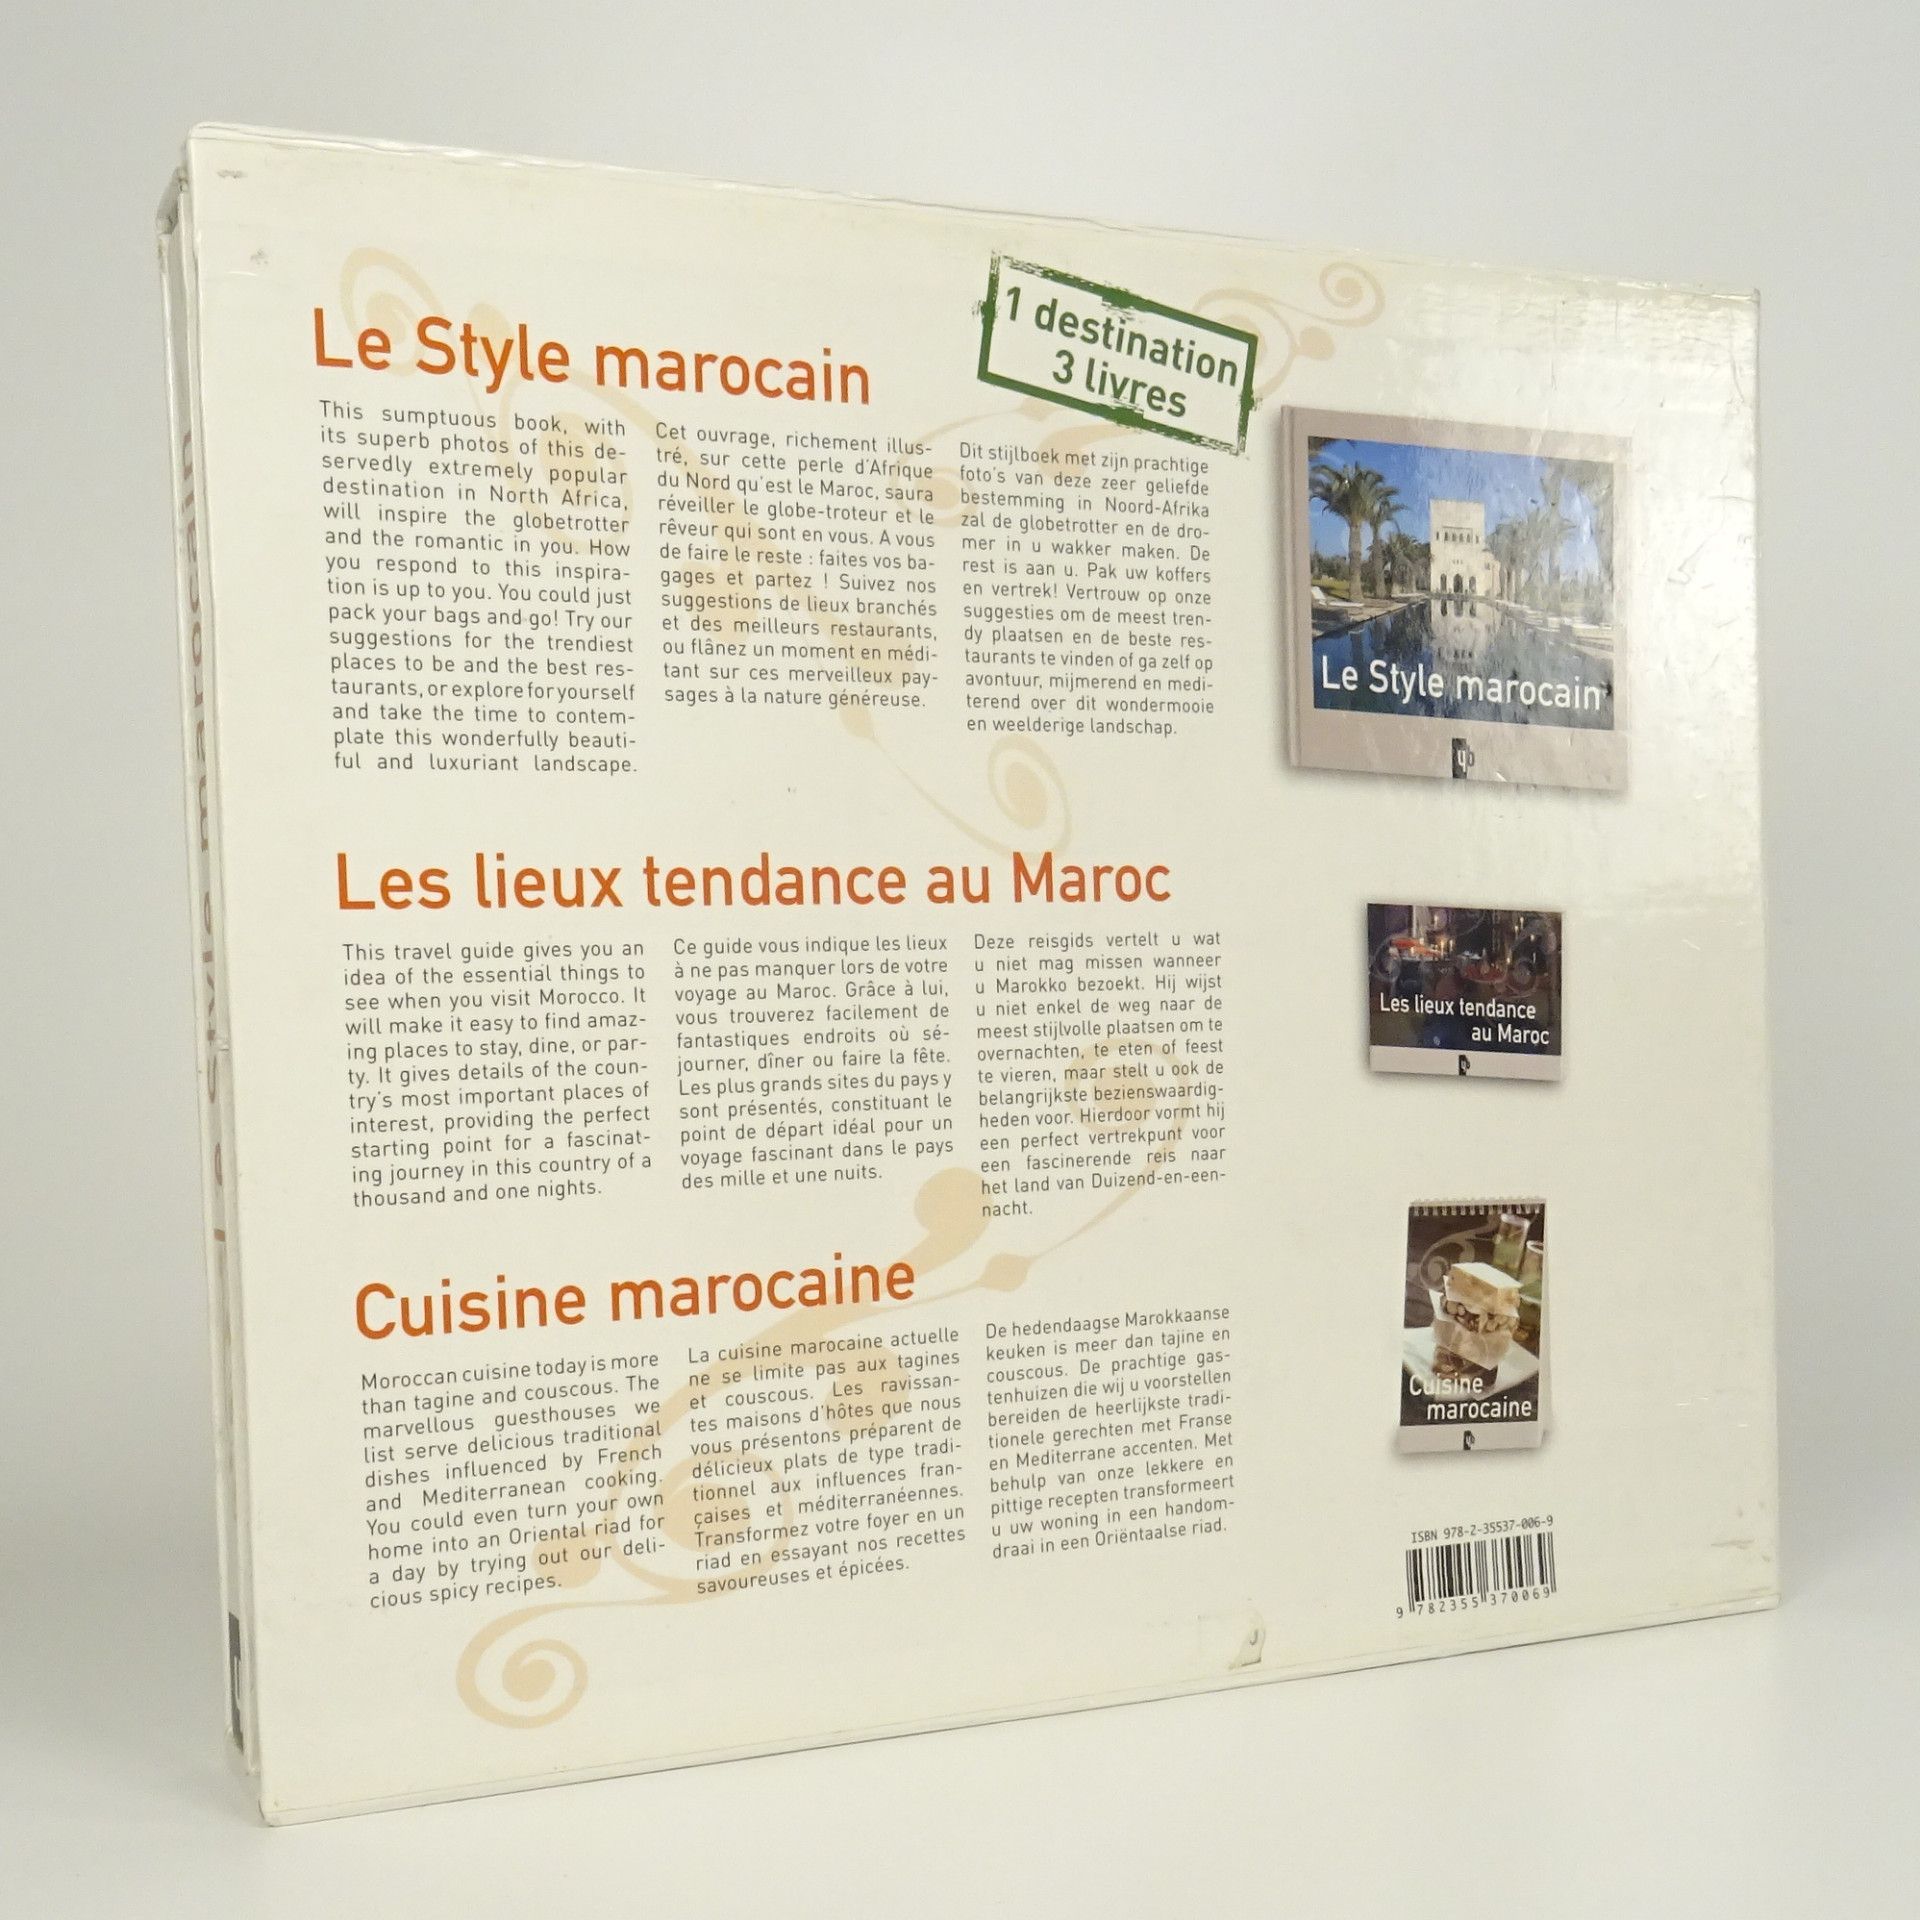 Le Style marocain
1 destination
3 livres
This sumptuous book, with
its superb photos of this de-
servedly extremely popular
destination in North Africa,
will inspire the globetrotter
and the romantic in you. How
you respond to this inspira-
tion is up to you. You could just
pack your bags and go! Try our
suggestions for the trendiest
places to be and the best res-
taurants, or explore for yourself
and take the time to contem-
plate this wonderfully beauti-
ful and luxuriant landscape.
Cet ouvrage, richement illus-
tré, sur cette perle d'Afrique
du Nord qu'est le Maroc, saura
réveiller le globe-troteur et le
rêveur qui sont en vous. A vous
de faire le reste : faites vos ba-
gages et partez ! Suivez nos
suggestions de lieux branchés
et des meilleurs restaurants,
ou flânez un moment en médi-
tant sur ces merveilleux pay-
sages à la nature généreuse.
Dit stijlboek met zijn prachtige
foto's van deze zeer geliefde
bestemming in Noord-Afrika
zal de globetrotter en de dro-
mer in u wakker maken. De
rest is aan u. Pak uw koffers
en vertrek! Vertrouw op onze
suggesties om de meest tren-
dy plaatsen en de beste res-
taurants te vinden of ga zelf op
avontuur, mijmerend en medi-
terend over dit wondermooie
en weelderige landschap.
Le Style marocain
Les lieux tendance au Maroc
This travel guide gives you an
idea of the essential things to
see when you visit Morocco. It
will make it easy to find amaz-
ing places to stay, dine, or par-
ty. It gives details of the coun-
try's most important places of
interest, providing the perfect
starting point for a fascinat-
ing journey in this country of a
thousand and one nights.
Ce guide vous indique les lieux
à ne pas manquer lors de votre
voyage au Maroc. Grâce à lui,
vous trouverez facilement de
fantastiques endroits où sé-
journer, dîner ou faire la fête.
Les plus grands sites du pays y
sont présentés, constituant le
point de départ idéal pour un
voyage fascinant dans le pays
des mille et une nuits.
Deze reisgids vertelt u wat
u niet mag missen wanneer
u Marokko bezoekt. Hij wijst
u niet enkel de weg naar de
meest stijlvolle plaatsen om te
overnachten, te eten of feest
te vieren, maar stelt u ook de
belangrijkste bezienswaardig-
heden voor. Hierdoor vormt hij
een perfect vertrekpunt voor
een fascinerende reis naar
het land van Duizend-en-een-
nacht.
Les lieux tendance
au Maroc
Cuisine marocaine
Moroccan cuisine today is more
than tagine and couscous. The
marvellous guesthouses we
list serve delicious traditional
dishes influenced by French
and Mediterranean cooking.
You could even turn your own
home into an Oriental riad for
a day by trying out our deli-
cious spicy recipes.
La cuisine marocaine actuelle
ne se limite pas aux tagines
et couscous. Les ravissan-
tes maisons d'hôtes que nous
vous présentons préparent de
délicieux plats de type tradi-
tionnel aux influences fran-
çaises et méditerranéennes.
Transformez votre foyer en un
riad en essayant nos recettes
savoureuses et épicées.
De hedendaagse Marokkaanse
keuken is meer dan tajine en
couscous. De prachtige gas-
tenhuizen die wij u voorstellen
bereiden de heerlijkste tradi-
tionele gerechten met Franse
en Mediterrane accenten. Met
behulp van onze lekkere en
pittige recepten transformeert
u uw woning in een handom-
draai in een Oriëntaalse riad.
Cuisine
marocaine
ISBN 978-2-35537-006-9
9 782355 370069
Le Style marocain